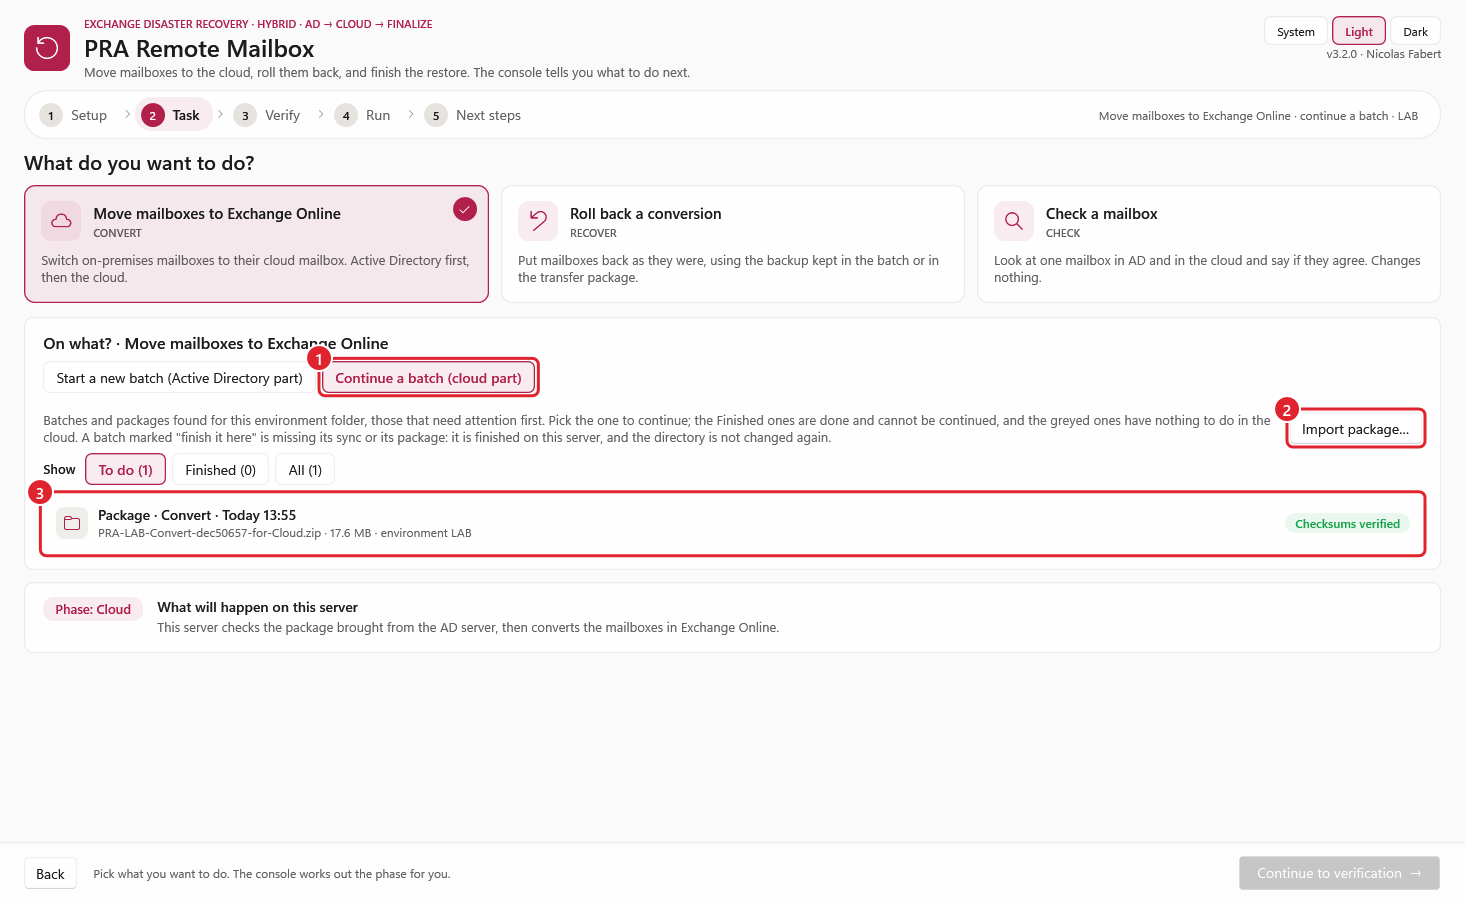 EXCHANGE DISASTER RECOVERY · HYBRID · AD → CLOUD → FINALIZE
PRA Remote Mailbox
Move mailboxes to the cloud, roll them back, and finish the restore. The console tells you what to do next.
System
Light
Dark
v3.2.0 · Nicolas Fabert
1 Setup
2 Task
3 Verify
4 Run
5 Next steps
Move mailboxes to Exchange Online · continue a batch · LAB
What do you want to do?
Move mailboxes to Exchange Online
CONVERT
Switch on-premises mailboxes to their cloud mailbox. Active Directory first,
then the cloud.
Roll back a conversion
RECOVER
Put mailboxes back as they were, using the backup kept in the batch or in
the transfer package.
Check a mailbox
CHECK
Look at one mailbox in AD and in the cloud and say if they agree. Changes
nothing.
On what? · Move mailboxes to Exchange Online
Start a new batch (Active Directory part)
1
Continue a batch (cloud part)
Batches and packages found for this environment folder, those that need attention first. Pick the one to continue; the Finished ones are done and cannot be continued, and the greyed ones have nothing to do in the
cloud. A batch marked "finish it here" is missing its sync or its package: it is finished on this server, and the directory is not changed again.
2
Import package...
Show
To do (1)
Finished (0)
All (1)
3
Package · Convert · Today 13:55
PRA-LAB-Convert-dec50657-for-Cloud.zip · 17.6 MB · environment LAB
Checksums verified
Phase: Cloud
What will happen on this server
This server checks the package brought from the AD server, then converts the mailboxes in Exchange Online.
Back
Pick what you want to do. The console works out the phase for you.
Continue to verification →